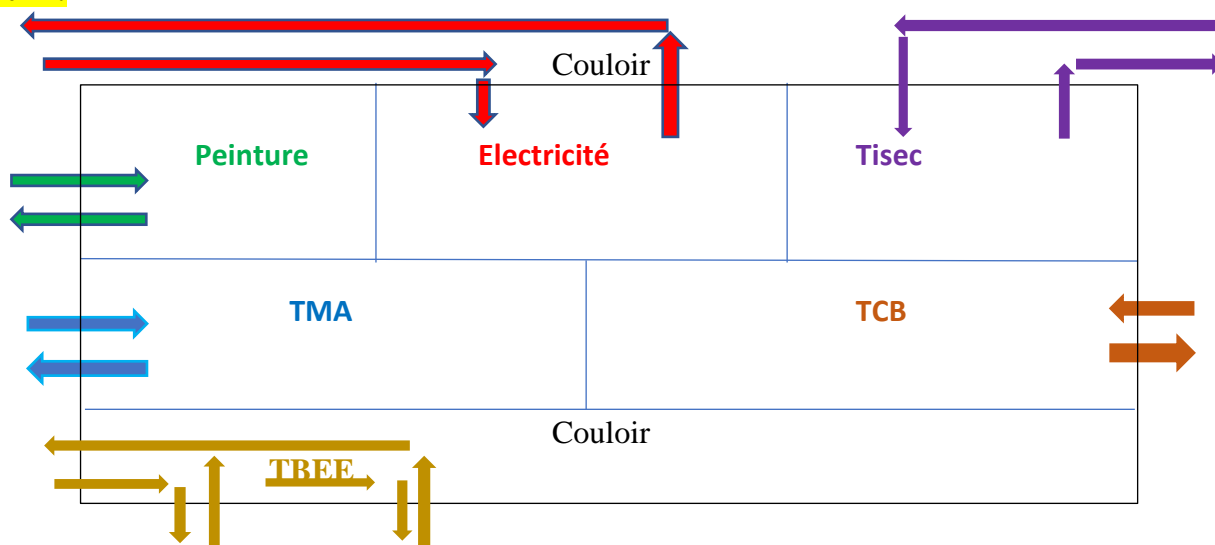 Couloir
Peinture Electricité Tisec
TMA TCB
Couloir
TBEE